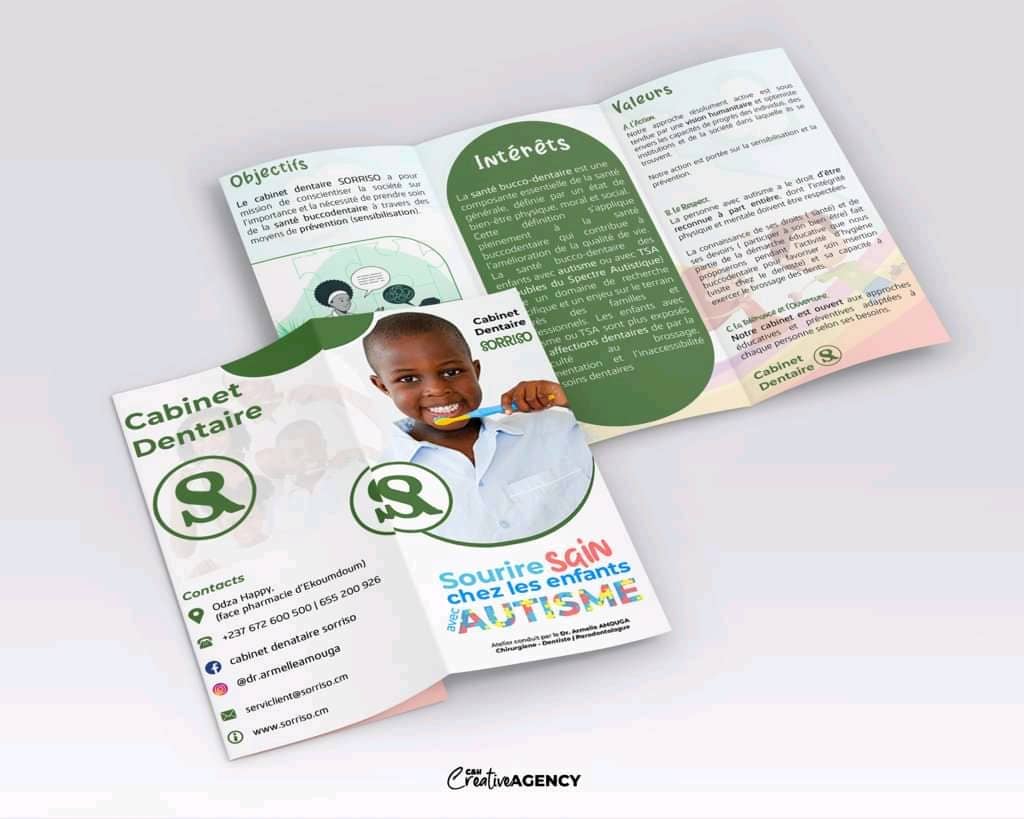 Objectifs
Le cabinet dentaire SORRISO a pour
mission de conscientiser la société sur
l'importance et la nécessité de prendre soin
de la santé buccodentaire à travers des
moyens de prévention (sensibilisation).
Intérêts
La santé bucco-dentaire est une
composante essentielle de la santé
générale, définie par un état de
bien-être physique, moral et social.
Cette définition s'applique
pleinement à la santé
buccodentaire qui contribue à
l'amélioration de la qualité de vie.
La santé bucco-dentaire des
enfants avec autisme ou avec TSA
oubles du Spectre Autistique)
un domaine de recherche
fique et un enjeu sur le terrain
des familles et
essionnels. Les enfants avec
sme ou TSA sont plus exposés
affections dentaires de par la
culté au brossage,
mentation et l'inaccessibilité
soins dentaires
Valeurs
A. L'Action
Notre approche résolument active est sous
tendue par une vision humanitaire et optimiste
envers les capacités de progrès des individus, des
institutions et de la société dans laquelle ils se
trouvent.
Notre action est portée sur la sensibilisation et la
prévention.
B. Le Respect
La personne avec autisme a le droit d'être
reconnue à part entière, dont l'intégrité
physique et mentale doivent être respectées.
La connaissance de ses droits ( santé) et de
ses devoirs ( participer à son bien être) fait
partie de la démarche éducative que nous
proposerons pendant l'activité d'hygiène
buccodentaire pour favoriser son insertion
(visite chez le dentiste) et sa capacité à
exercer le brossage des dents.
C. La Tolérance et l'Ouverture
Notre cabinet est ouvert aux approches
éducatives et préventives adaptées à
chaque personne selon ses besoins.
Cabinet
Dentaire
Cabinet
Dentaire
SORRISO
Cabinet
Dentaire
Contacts
Odza Happy,
(face pharmacie d'Ekoumdoum)
+237 672 600 500 | 655 200 926
cabinet denataire sorriso
@dr.armelleamouga
serviclient@sorriso.cm
www.sorriso.cm
Sourire Sain
chez les enfants
avec AUTISME
Atelier conduit par le Dr. Armelle AMOUGA
Chirurgiene - Dentiste | Parodontologue
C&H
CreativeAGENCY